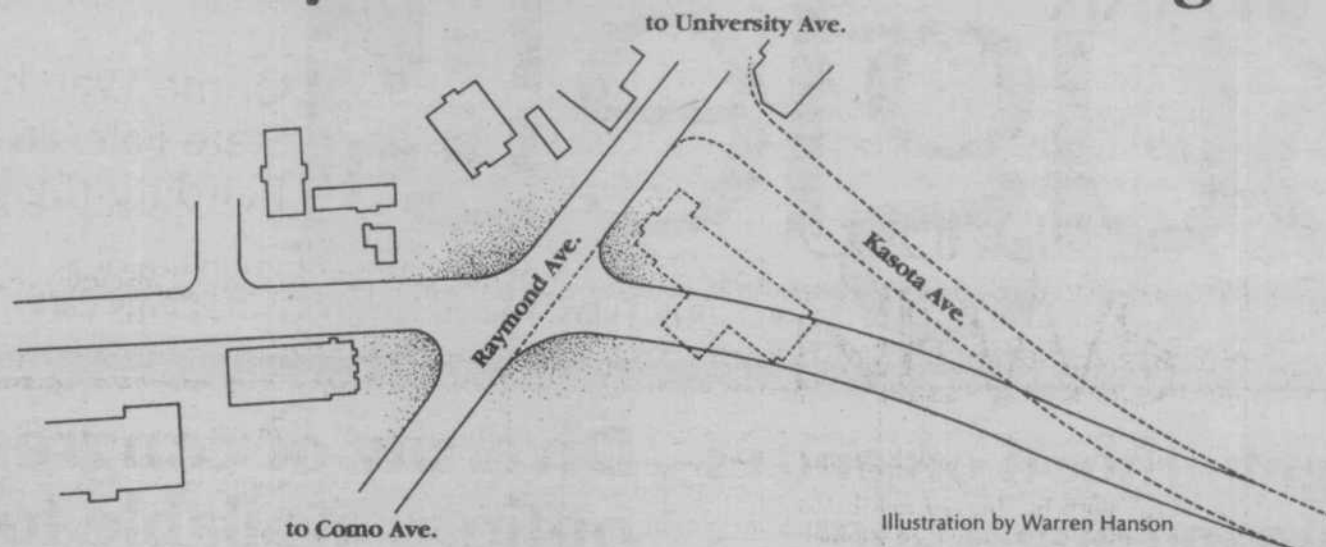 to University Ave.
Raymond Ave.
Kasota Ave.
to Como Ave.
Illustration by Warren Hanson